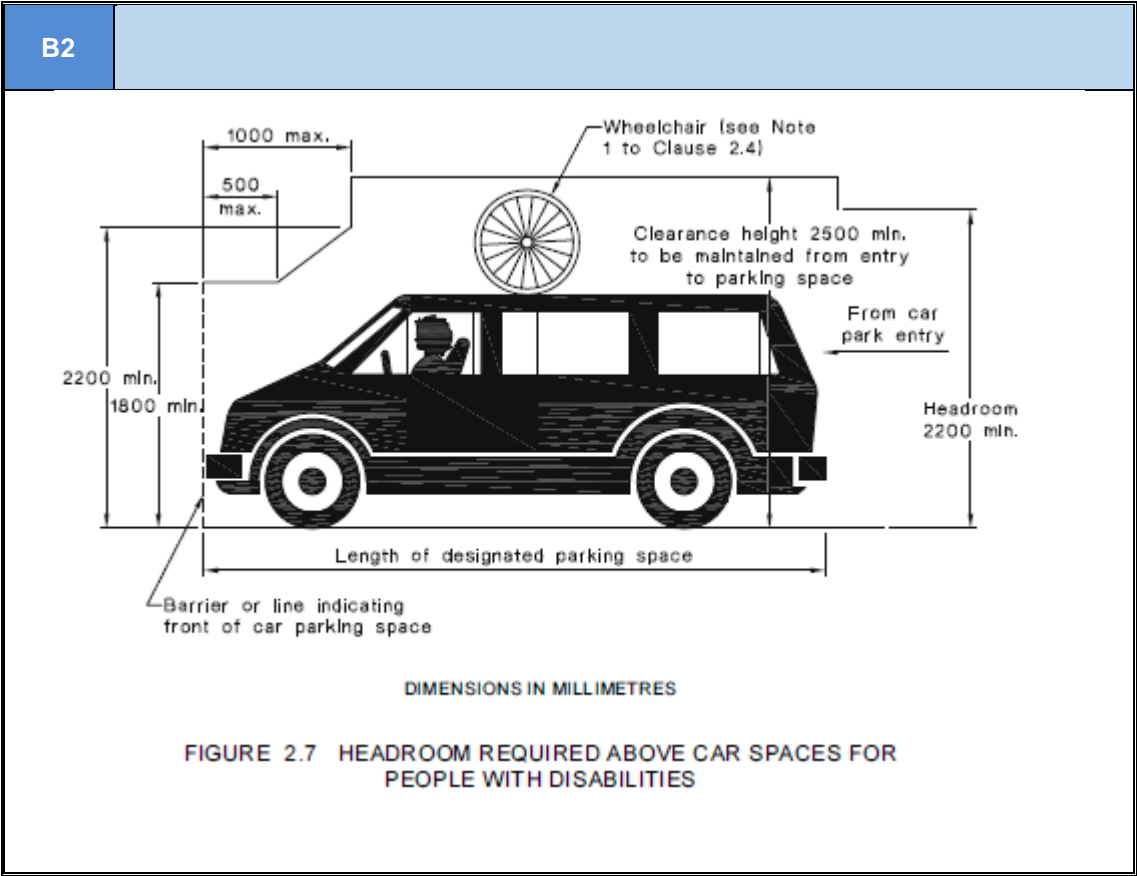 B2
1000 max.
Wheelchair (see Note
1 to Clause 2.4)
500
max.
Clearance height 2500 min.
to be maintained from entry
to parking space
From car
park entry
2200 min.
1800 min.
Headroom
2200 min.
Length of designated parking space
Barrier or line indicating
front of car parking space
DIMENSIONS IN MILLIMETRES
FIGURE 2.7 HEADROOM REQUIRED ABOVE CAR SPACES FOR
PEOPLE WITH DISABILITIES